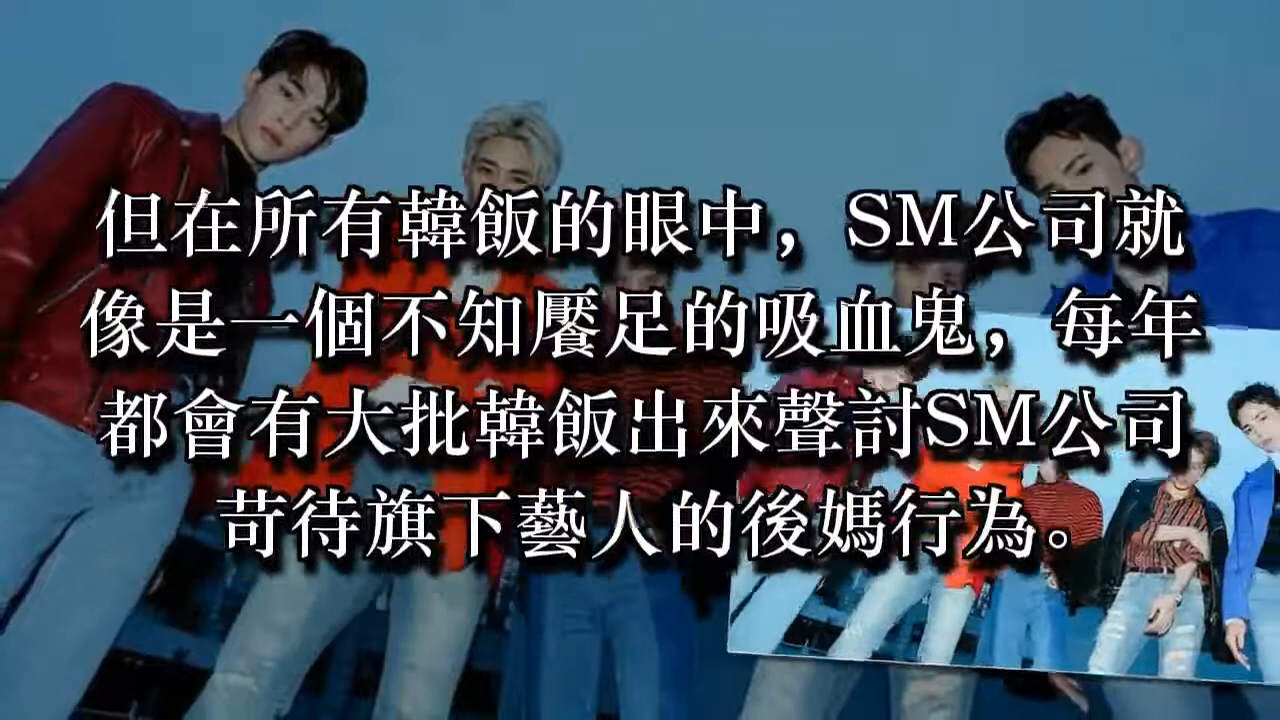 但在所有韓飯的眼中，SM公司就
像是一個不知饜足的吸血鬼，每年
都會有大批韓飯出來聲討SM公司
苛待旗下藝人的後媽行為。